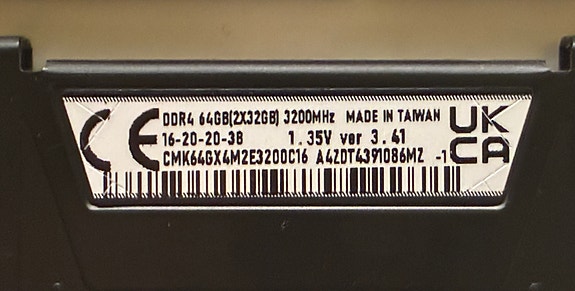 CE
DDR4 64GB(2X32GB) 3200MHz MADE IN TAIWAN
16-20-20-38 1.35V ver 3.41
CMK64GX4M2E3200C16 A4ZDT4391086MZ -1
UK
CA